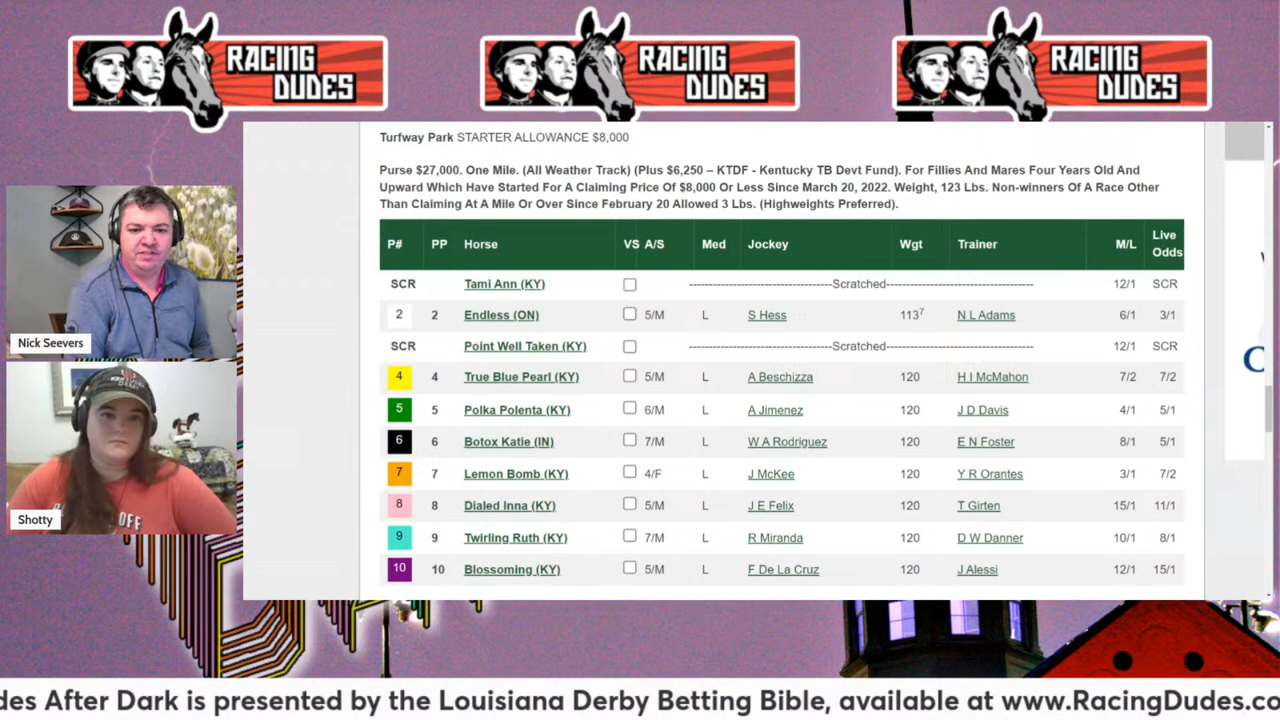 RACING
DUDES
RACING
DUDES
RACING
DUDES
Turfway Park STARTER ALLOWANCE $8,000
Purse $27,000. One Mile. (All Weather Track) (Plus $6,250 – KTDF - Kentucky TB Devt Fund). For Fillies And Mares Four Years Old And
Upward Which Have Started For A Claiming Price Of $8,000 Or Less Since March 20, 2022. Weight, 123 Lbs. Non-winners Of A Race Other
Than Claiming At A Mile Or Over Since February 20 Allowed 3 Lbs. (Highweights Preferred).
P# PP Horse VS A/S Med Jockey Wgt Trainer M/L Live Odds
SCR Tami Ann (KY) Scratched 12/1 SCR
2 2 Endless (ON) 5/M L S Hess 113⁷ N L Adams 6/1 3/1
SCR Point Well Taken (KY) Scratched 12/1 SCR
4 4 True Blue Pearl (KY) 5/M L A Beschizza 120 H I McMahon 7/2 7/2
5 5 Polka Polenta (KY) 6/M L A Jimenez 120 J D Davis 4/1 5/1
6 6 Botox Katie (IN) 7/M L W A Rodriguez 120 E N Foster 8/1 5/1
7 7 Lemon Bomb (KY) 4/F L J McKee 120 Y R Orantes 3/1 7/2
8 8 Dialed Inna (KY) 5/M L J E Felix 120 T Girten 15/1 11/1
9 9 Twirling Ruth (KY) 7/M L R Miranda 120 D W Danner 10/1 8/1
10 10 Blossoming (KY) 5/M L F De La Cruz 120 J Alessi 12/1 15/1
Nick Seevers
Shotty
des After Dark is presented by the Louisiana Derby Betting Bible, available at www.RacingDudes.co